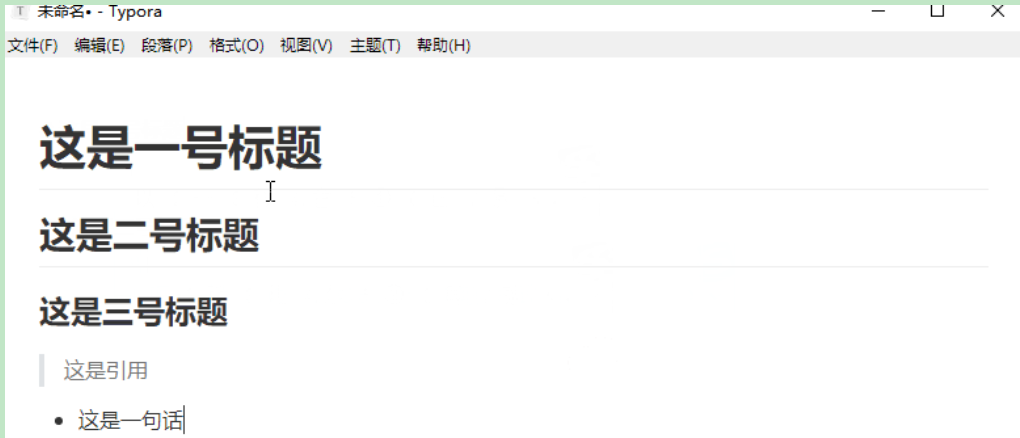 T 未命名• - Typora
文件(F) 编辑(E) 段落(P) 格式(O) 视图(V) 主题(T) 帮助(H)
这是一号标题
这是二号标题
这是三号标题
这是引用
• 这是一句话